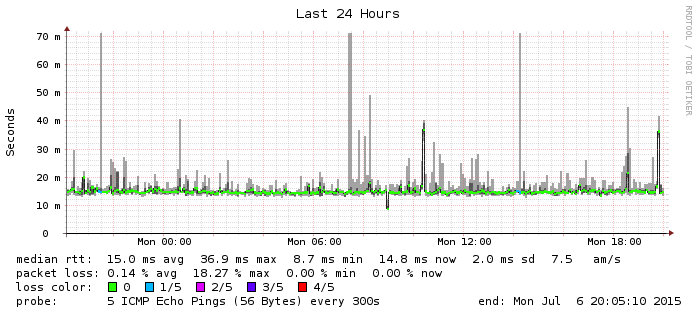 Last 24 Hours
RRDTOOL / TOBI OETIKER
Seconds
70 m
60 m
50 m
40 m
30 m
20 m
10 m
0
Mon 00:00 Mon 06:00 Mon 12:00 Mon 18:00
median rtt: 15.0 ms avg 36.9 ms max 8.7 ms min 14.8 ms now 2.0 ms sd 7.5 am/s
packet loss: 0.14 % avg 18.27 % max 0.00 % min 0.00 % now
loss color: 0 1/5 2/5 3/5 4/5
probe: 5 ICMP Echo Pings (56 Bytes) every 300s end: Mon Jul 6 20:05:10 2015